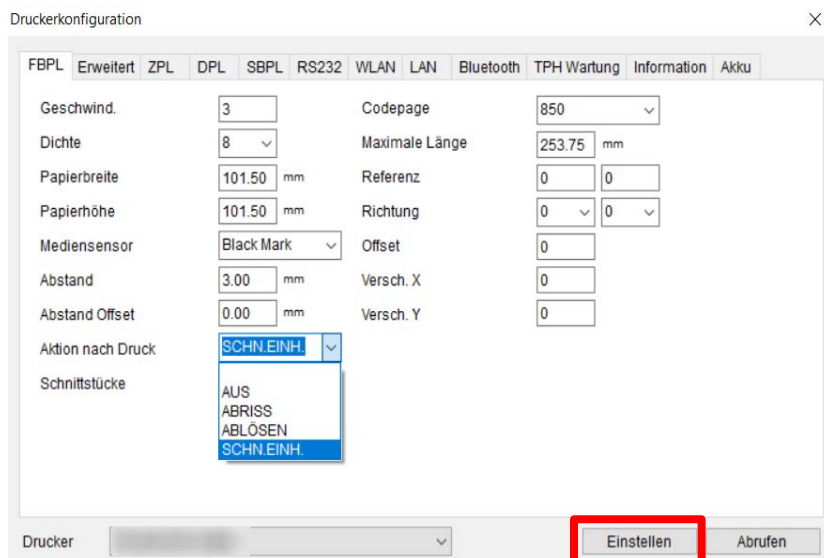 Druckerkonfiguration
FBPL Erweitert ZPL DPL SBPL RS232 WLAN LAN Bluetooth TPH Wartung Information Akku
Geschwind. 3 Codepage 850
Dichte 8 Maximale Länge 253.75 mm
Papierbreite 101.50 mm Referenz 0 0
Papierhöhe 101.50 mm Richtung 0 0
Mediensensor Black Mark Offset 0
Abstand 3.00 mm Versch. X 0
Abstand Offset 0.00 mm Versch. Y 0
Aktion nach Druck SCHN.EINH.
Schnittstücke
AUS
ABRISS
ABLÖSEN
SCHN.EINH.
Drucker Einstellen Abrufen